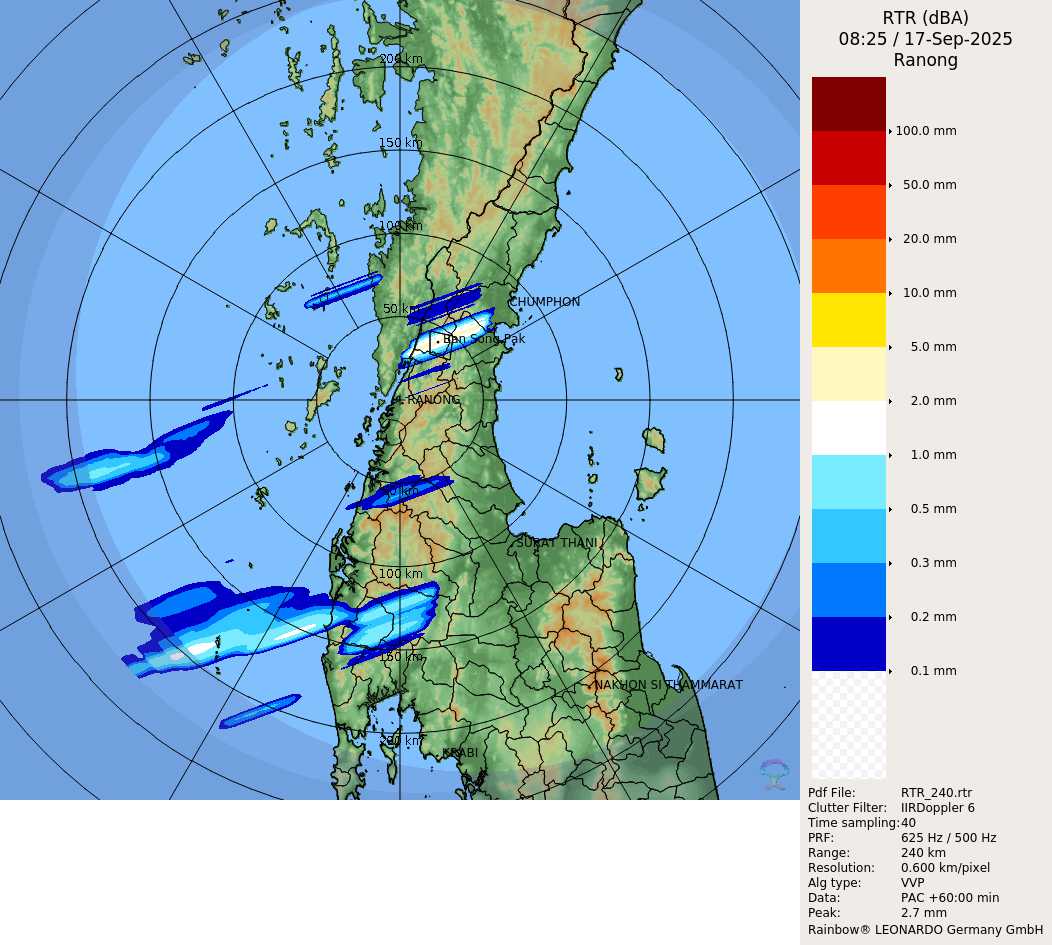 RTR (dBA)
08:25 / 17-Sep-2025
Ranong
200 km
150 km
100 km
50 km
CHUMPHON
Ban Song Pak
RANONG
50 km
SURAT THANI
100 km
150 km
NAKHON SI THAMMARAT
200 km
KRABI
100.0 mm
50.0 mm
20.0 mm
10.0 mm
5.0 mm
2.0 mm
1.0 mm
0.5 mm
0.3 mm
0.2 mm
0.1 mm
Pdf File: RTR_240.rtr
Clutter Filter: IIRDoppler 6
Time sampling:40
PRF: 625 Hz / 500 Hz
Range: 240 km
Resolution: 0.600 km/pixel
Alg type: VVP
Data: PAC +60:00 min
Peak: 2.7 mm
Rainbow® LEONARDO Germany GmbH